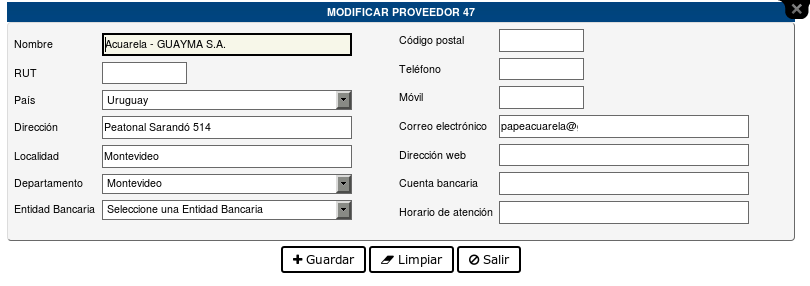 MODIFICAR PROVEEDOR 47
Nombre
Acuarela - GUAYMA S.A.
RUT
País
Uruguay
Dirección
Peatonal Sarandó 514
Localidad
Montevideo
Departamento
Montevideo
Entidad Bancaria
Seleccione una Entidad Bancaria
Código postal
Teléfono
Móvil
Correo electrónico
papeacuarela@
Dirección web
Cuenta bancaria
Horario de atención
Guardar
Limpiar
Salir